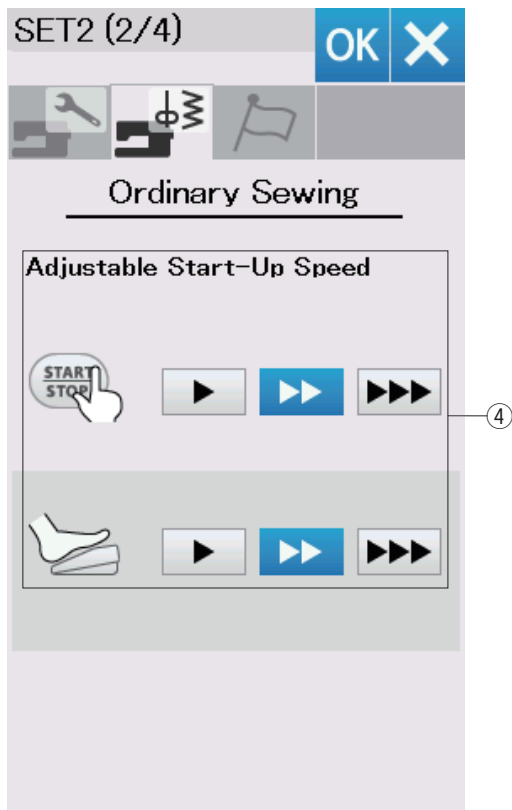 SET2 (2/4)
OK
Ordinary Sewing
Adjustable Start-Up Speed
START
STOP
④